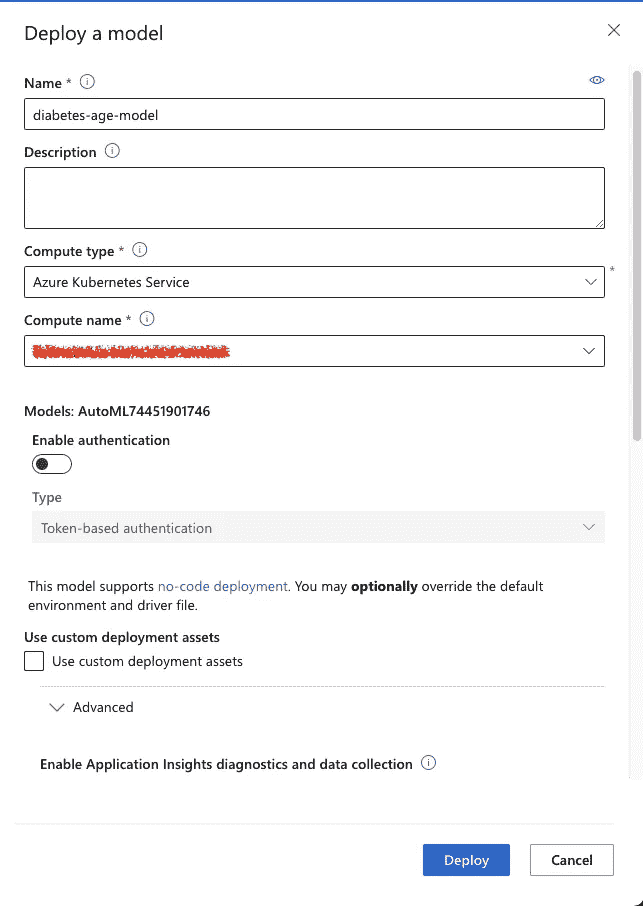 Deploy a model
Name *
diabetes-age-model
Description
Compute type *
Azure Kubernetes Service
*
Compute name *
Models: AutoML74451901746
Enable authentication
Type
Token-based authentication
This model supports no-code deployment. You may optionally override the default
environment and driver file.
Use custom deployment assets
Use custom deployment assets
Advanced
Enable Application Insights diagnostics and data collection
Deploy
Cancel